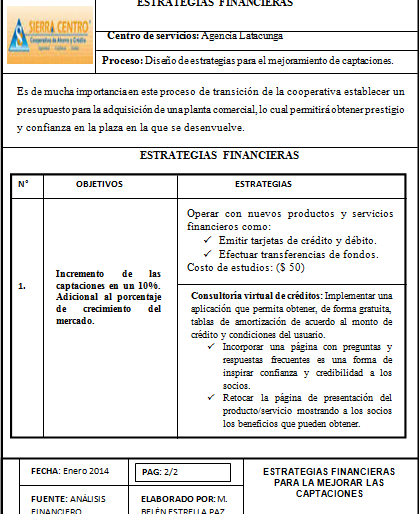 ESTRATEGIAS FINANCIERAS
SIERRA CENTRO
Cooperativa de Ahorro y Crédito
Centro de servicios: Agencia Latacunga
Proceso: Diseño de estrategias para el mejoramiento de captaciones.
Es de mucha importancia en este proceso de transición de la cooperativa establecer un
presupuesto para la adquisición de una planta comercial, lo cual permitirá obtener prestigio
y confianza en la plaza en la que se desenvuelve.
ESTRATEGIAS FINANCIERAS
N° OBJETIVOS ESTRATEGIAS
1.
Incremento de las
captaciones en un 10%.
Adicional al porcentaje
de crecimiento del
mercado.
Operar con nuevos productos y servicios
financieros como:
✓ Emitir tarjetas de crédito y débito.
✓ Efectuar transferencias de fondos.
Costo de estudios: ($ 50)
Consultoría virtual de créditos: Implementar una
aplicación que permita obtener, de forma gratuita,
tablas de amortización de acuerdo al monto de
crédito y condiciones del usuario.
✓ Incorporar una página con preguntas y
respuestas frecuentes es una forma de
inspirar confianza y credibilidad a los
socios.
✓ Retocar la página de presentación del
producto/servicio mostrando a los socios
los beneficios que pueden obtener.
FECHA: Enero 2014
PAG: 2/2
ESTRATEGIAS FINANCIERAS
PARA LA MEJORAR LAS
CAPTACIONES
FUENTE: ANÁLISIS
FINANCIERO
ELABORADO POR: M.
BELÉN ESTRELLA PAZ